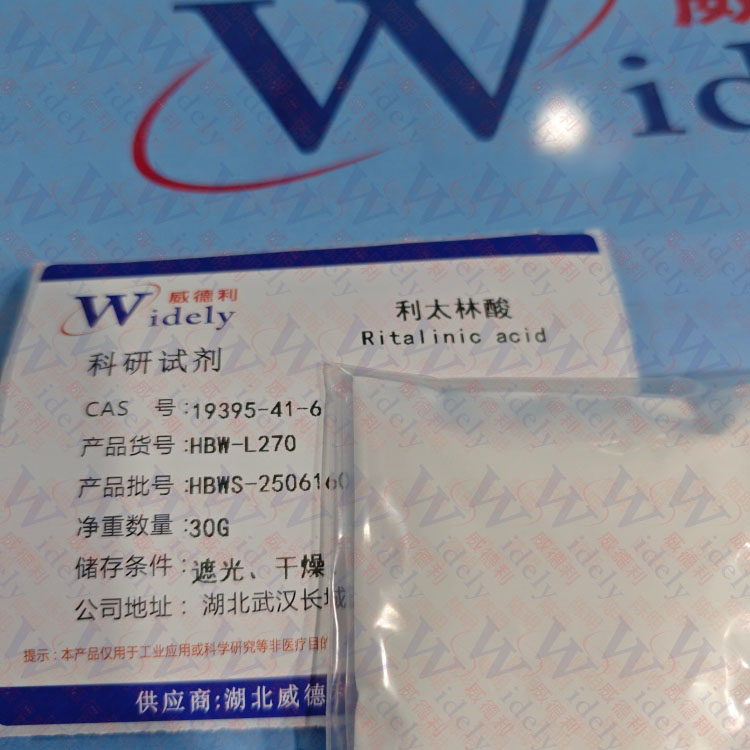 威
Widely
威德利
Widely
利太林酸
Ritalinic acid
科研试剂
CAS 号:19395-41-6
产品货号:HBW-L270
产品批号:HBWS-2506160
净重数量:30G
储存条件:遮光、干燥
公司地址: 湖北武汉长城
提示:本产品仅用于工业应用或科学研究等非医疗目的
供应商:湖北威德